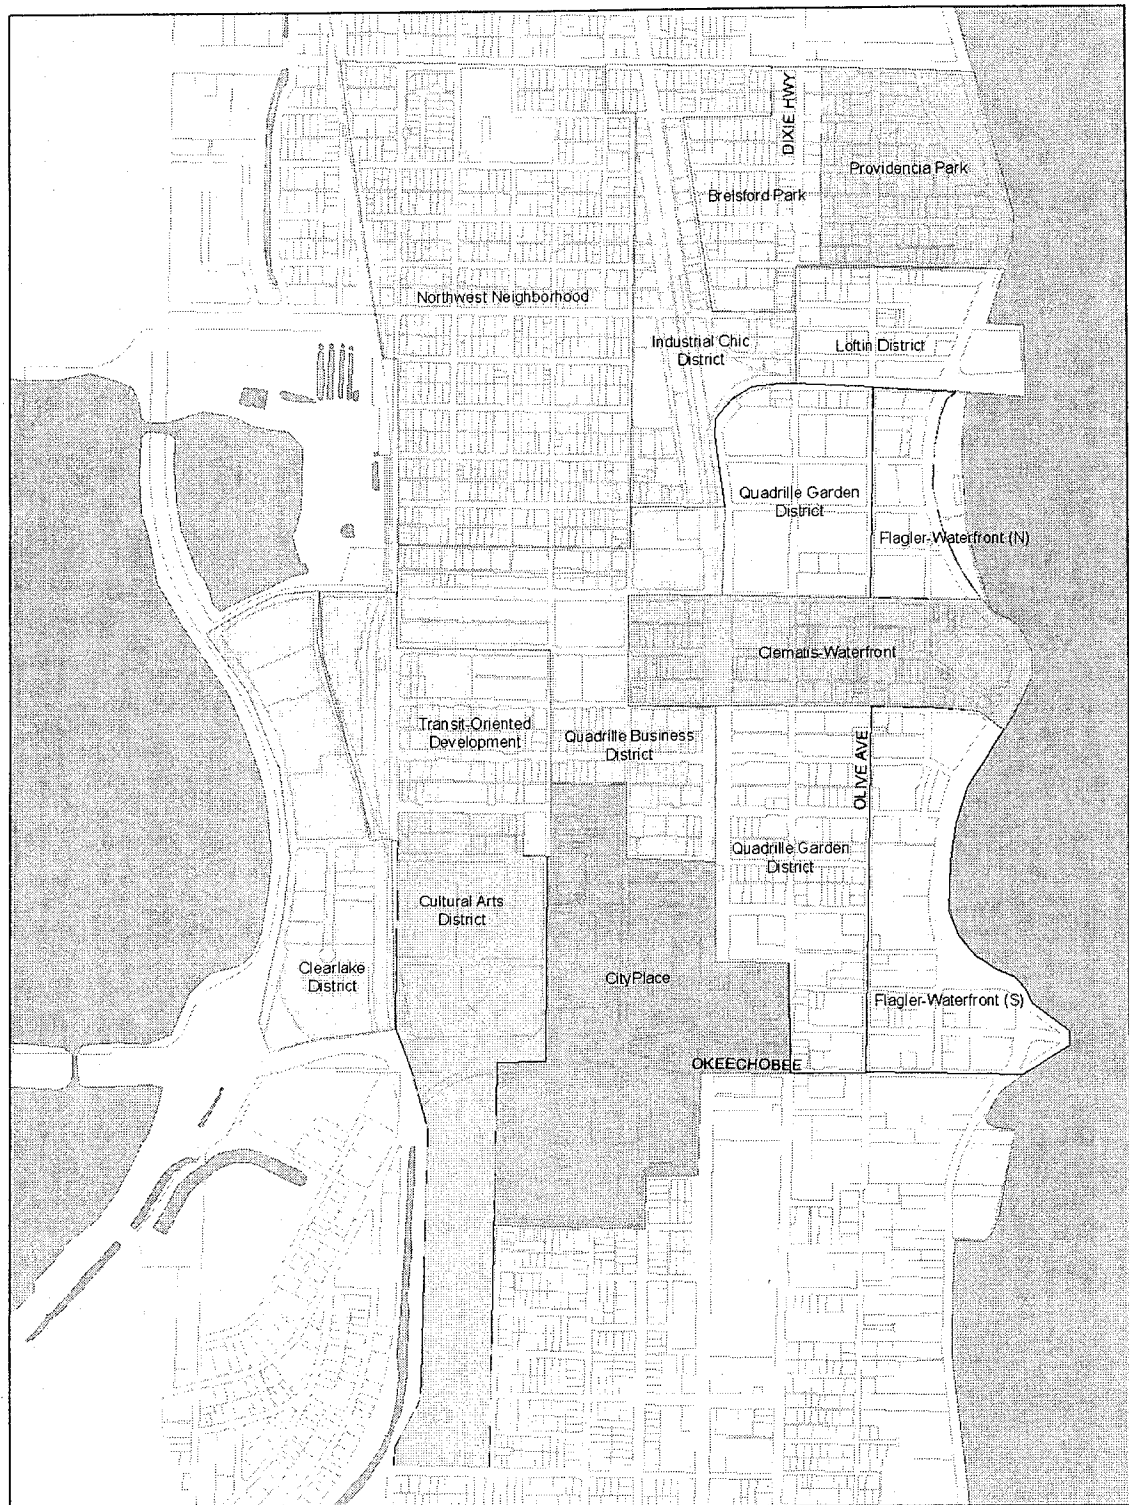 DIXIE HWY
Providencia Park
Brelsford Park
Northwest Neighborhood
Industrial Chic
District
Loftin District
Quadrille Garden
District
Flagler-Waterfront (N)
Clematis-Waterfront
Transit-Oriented
Development
Quadrille Business
District
OLIVE AVE
Quadrille Garden
District
Cultural Arts
District
Clearlake
District
CityPlace
Flagler-Waterfront (S)
OKEECHOBEE